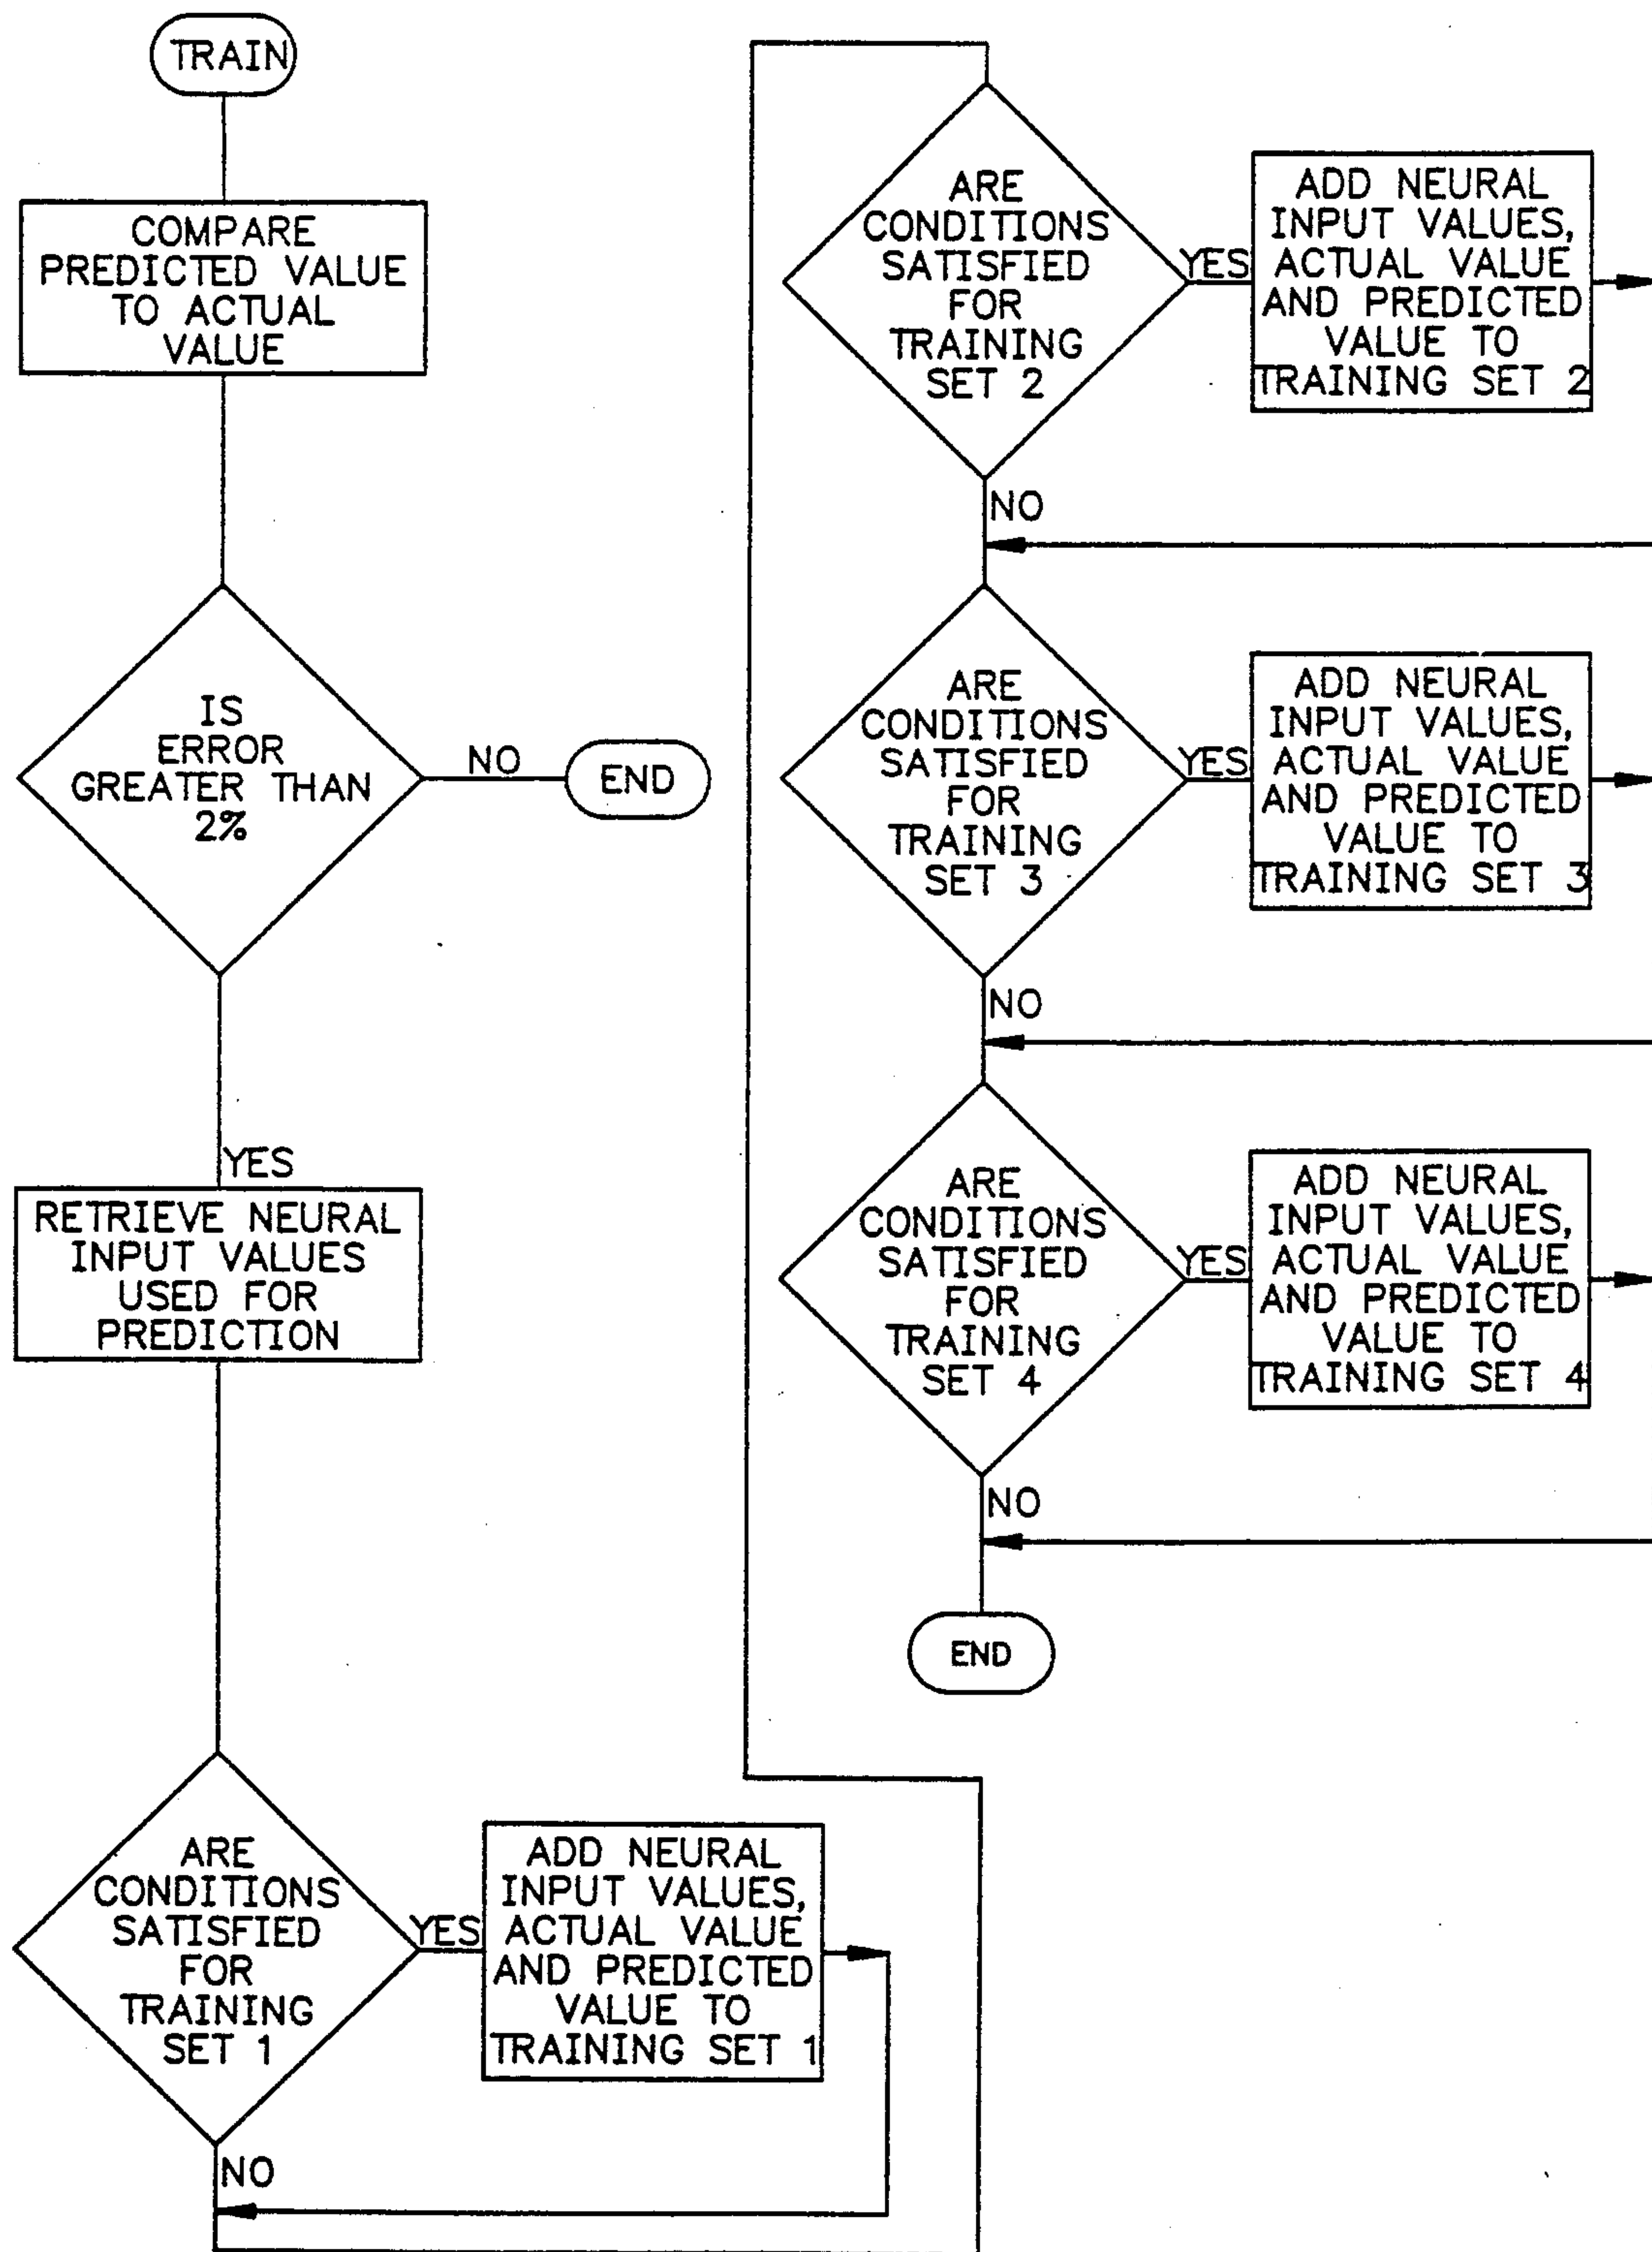 TRAIN
COMPARE
PREDICTED VALUE
TO ACTUAL
VALUE
IS
ERROR
GREATER THAN
2%
NO
END
YES
RETRIEVE NEURAL
INPUT VALUES
USED FOR
PREDICTION
ARE
CONDITIONS
SATISFIED
FOR
TRAINING
SET 1
YES
ADD NEURAL
INPUT VALUES,
ACTUAL VALUE
AND PREDICTED
VALUE TO
TRAINING SET 1
NO
ARE
CONDITIONS
SATISFIED
FOR
TRAINING
SET 2
YES
ADD NEURAL
INPUT VALUES,
ACTUAL VALUE
AND PREDICTED
VALUE TO
TRAINING SET 2
NO
ARE
CONDITIONS
SATISFIED
FOR
TRAINING
SET 3
YES
ADD NEURAL
INPUT VALUES,
ACTUAL VALUE
AND PREDICTED
VALUE TO
TRAINING SET 3
NO
ARE
CONDITIONS
SATISFIED
FOR
TRAINING
SET 4
YES
ADD NEURAL
INPUT VALUES,
ACTUAL VALUE
AND PREDICTED
VALUE TO
TRAINING SET 4
NO
END